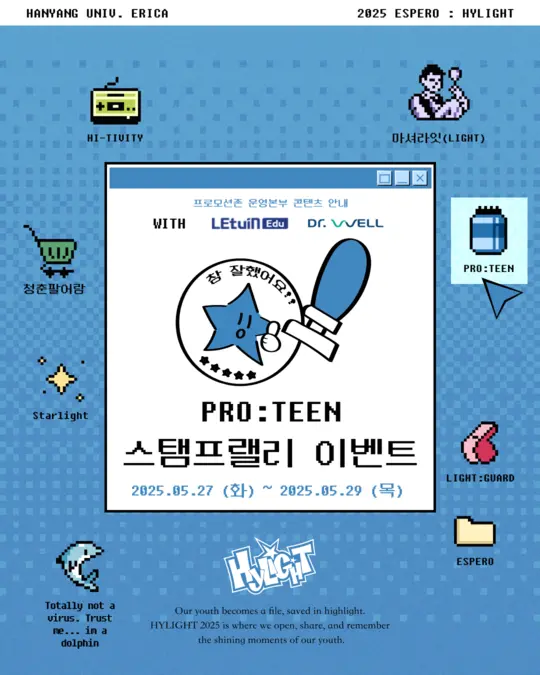 HANYANG UNIV. ERICA
2025 ESPERO : HYLIGHT
HI-TIVITY
마셔라잇(LIGHT)
프로모션존 운영본부 콘텐츠 안내
WITH LEtuiN Edu Dr. WELL
PRO:TEEN
참 잘했어요!!
청춘팔어람
Starlight
PRO:TEEN
스탬프랠리 이벤트
2025.05.27 (화) ~ 2025.05.29 (목)
LIGHT:GUARD
ESPERO
HYLIGHT
Totally not a
virus. Trust
me... im a
dolphin
Our youth becomes a file, saved in highlight.
HYLIGHT 2025 is where we open, share, and remember
the shining moments of our youth.